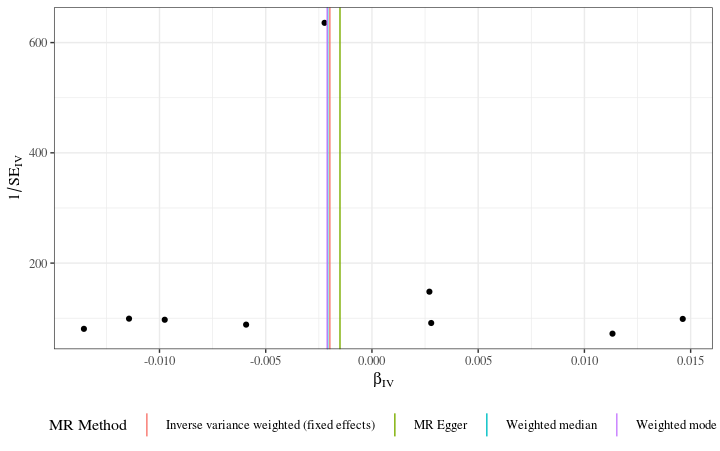 600
400
200
1/SE_IV
-0.010 -0.005 0.000 0.005 0.010 0.015
β_IV
MR Method Inverse variance weighted (fixed effects) MR Egger Weighted median Weighted mode